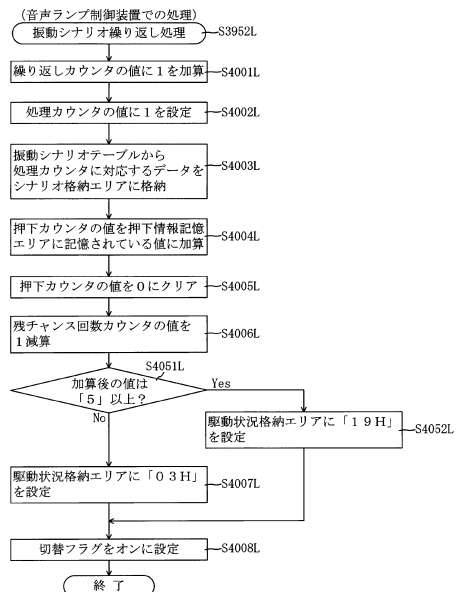 (音声ランプ制御装置での処理)
振動シナリオ繰り返し処理
S3952L
繰り返しカウンタの値に1を加算
S4001L
処理カウンタの値に1を設定
S4002L
振動シナリオテーブルから
処理カウンタに対応するデータを
シナリオ格納エリアに格納
S4003L
押下カウンタの値を押下情報記憶
エリアに記憶されている値に加算
S4004L
押下カウンタの値を0にクリア
S4005L
残チャンス回数カウンタの値を
1減算
S4006L
S4051L
加算後の値は
「5」以上?
Yes
No
駆動状況格納エリアに「19H」
を設定
S4052L
駆動状況格納エリアに「03H」
を設定
S4007L
切替フラグをオンに設定
S4008L
終了